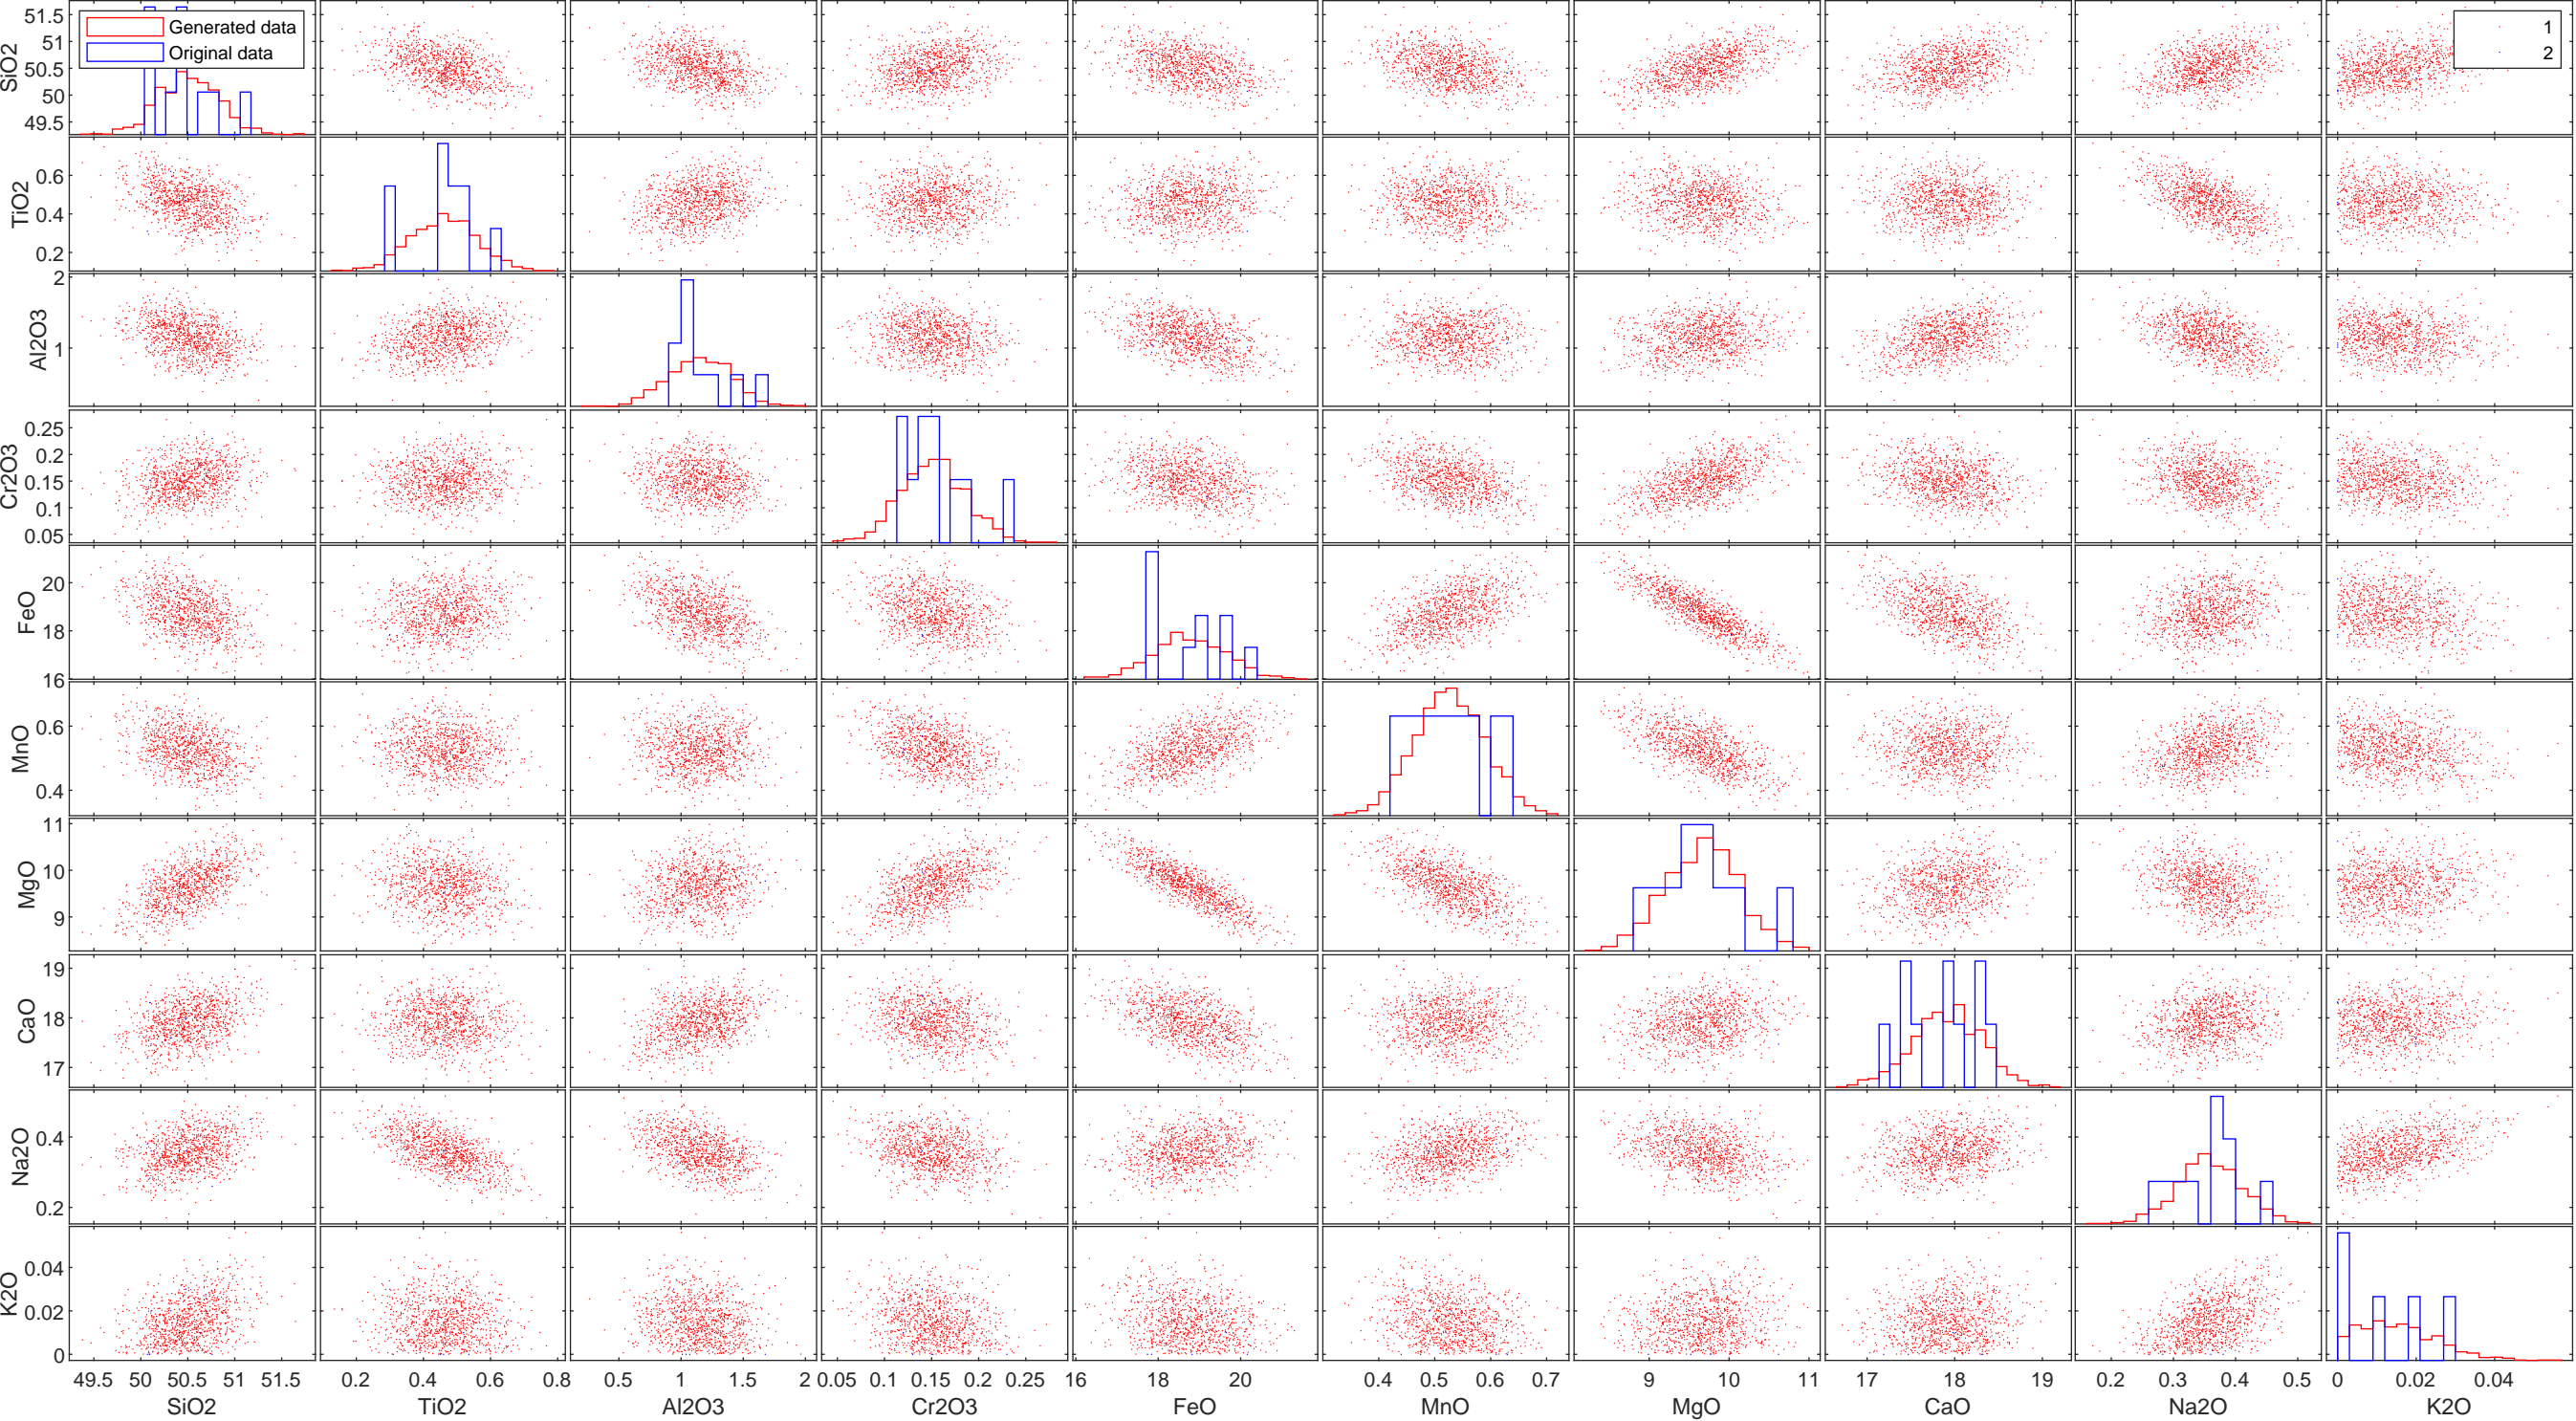 Generated data
Original data
1
2
SiO2
51.5
51
50.5
50
49.5
TiO2
0.6
0.4
0.2
Al2O3
2
1
Cr2O3
0.25
0.2
0.15
0.1
0.05
FeO
20
18
16
MnO
0.6
0.4
MgO
11
10
9
CaO
19
18
17
Na2O
0.4
0.2
K2O
0.04
0.02
0
49.5 50 50.5 51 51.5 0.2 0.4 0.6 0.8 0.5 1 1.5 2 0.05 0.1 0.15 0.2 0.25 16 18 20 0.4 0.5 0.6 0.7 9 10 11 17 18 19 0.2 0.3 0.4 0.5 0 0.02 0.04
SiO2 TiO2 Al2O3 Cr2O3 FeO MnO MgO CaO Na2O K2O